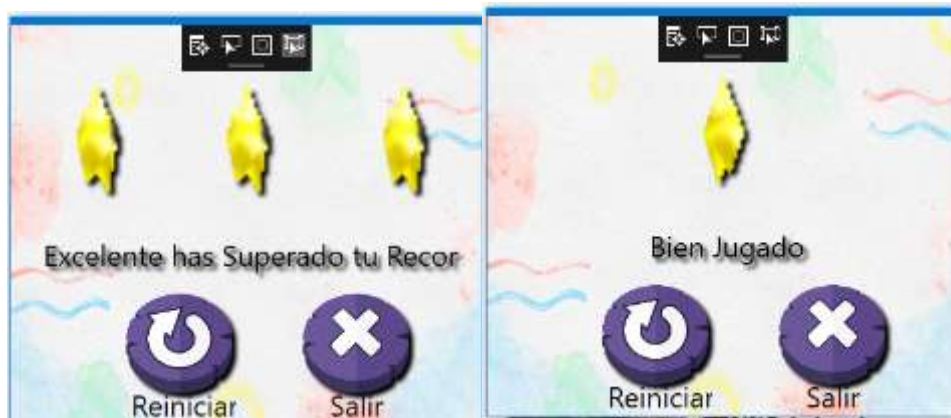 Excelente has Superado tu Recor
Reiniciar
Salir
Bien Jugado
Reiniciar
Salir